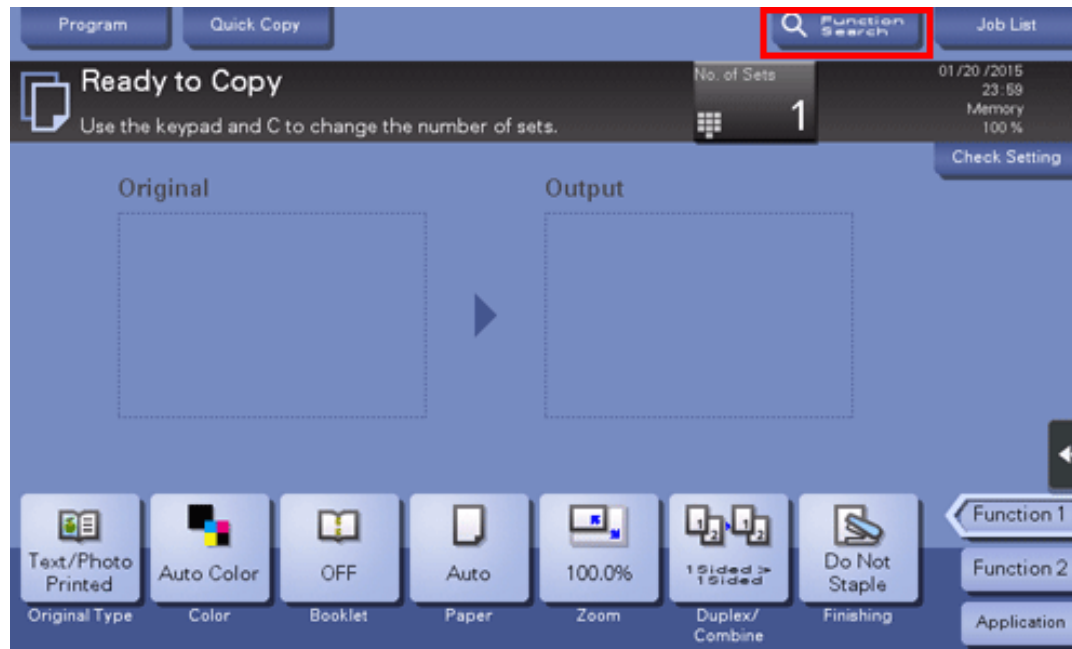 Program
Quick Copy
Function
Search
Job List
Ready to Copy
Use the keypad and C to change the number of sets.
No. of Sets
1
01/20 /2015
23:59
Memory
100 %
Check Setting
Original
Output
Text/Photo
Printed
Auto Color
OFF
Auto
100.0%
1Sided >
1Sided
Do Not
Staple
Original Type
Color
Booklet
Paper
Zoom
Duplex/
Combine
Finishing
Function 1
Function 2
Application